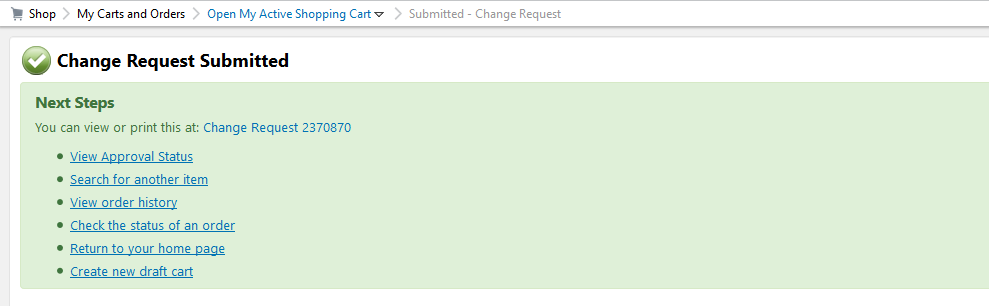 Shop > My Carts and Orders > Open My Active Shopping Cart > Submitted - Change Request
Change Request Submitted
Next Steps
You can view or print this at: Change Request 2370870
View Approval Status
Search for another item
View order history
Check the status of an order
Return to your home page
Create new draft cart